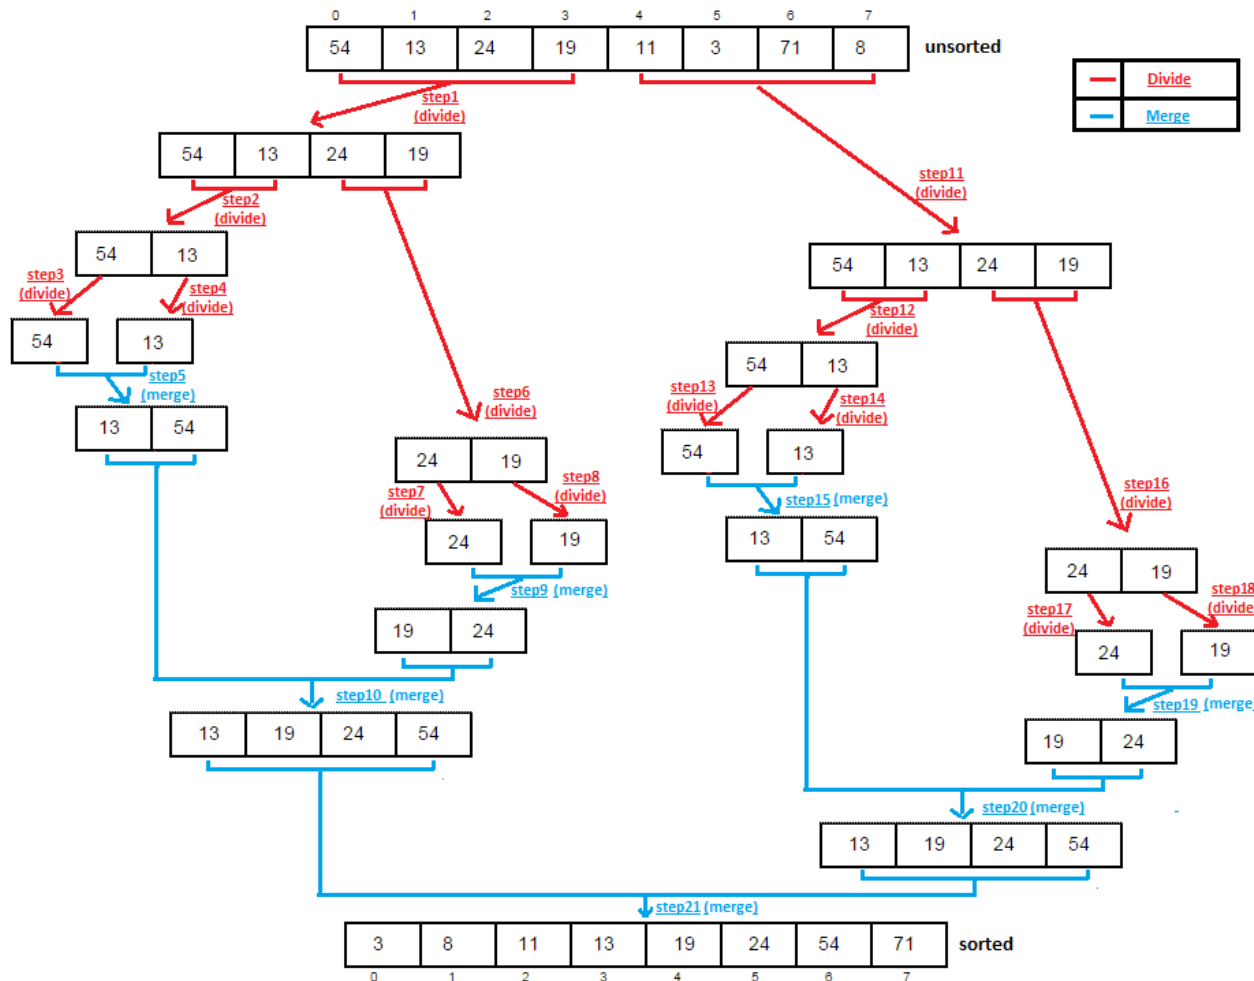 0 1 2 3 4 5 6 7
54 13 24 19 11 3 71 8 unsorted
Divide
Merge
step1
(divide)
54 13 24 19
step2
(divide)
step11
(divide)
54 13
54 13 24 19
step3
(divide)
step4
(divide)
54 13
step12
(divide)
step5
(merge)
54 13
step6
(divide)
step13
(divide)
step14
(divide)
13 54
54 13
24 19
step7
(divide)
step8
(divide)
step15 (merge)
step16
(divide)
24 19
13 54
step9 (merge)
24 19
step17
(divide)
step18
(divide)
19 24
24 19
step10 (merge)
step19 (merge)
13 19 24 54
19 24
step20 (merge)
13 19 24 54
step21 (merge)
3 8 11 13 19 24 54 71 sorted
0 1 2 3 4 5 6 7